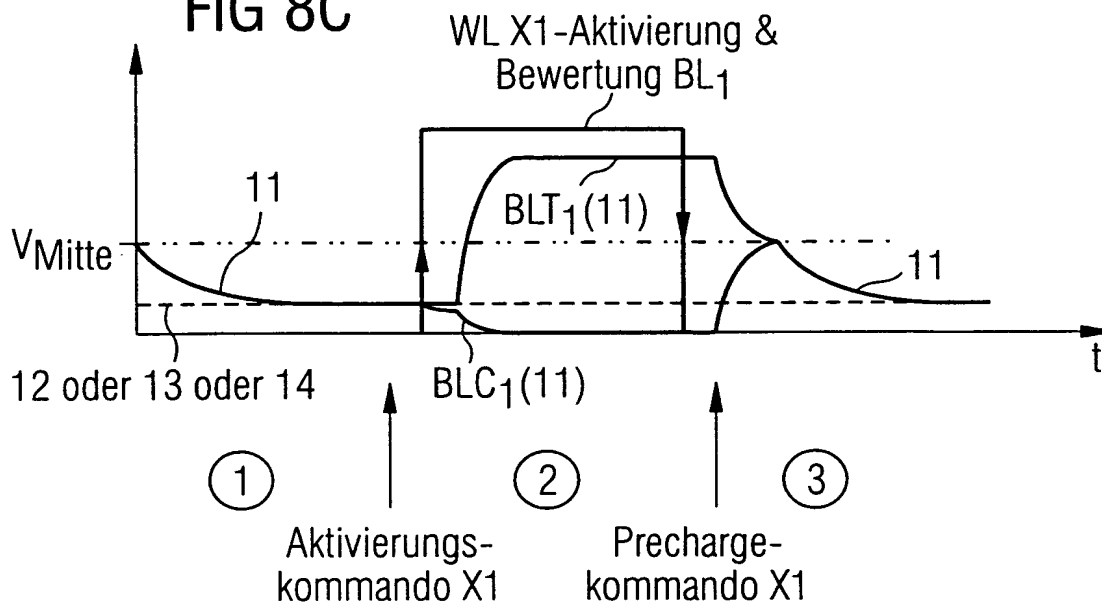 FIG 8C
WL X1-Aktivierung &
Bewertung BL1
11
BLT1(11)
VMitte
11
t
12 oder 13 oder 14
BLC1(11)
1
2
3
Aktivierungs-
kommando X1
Precharge-
kommando X1